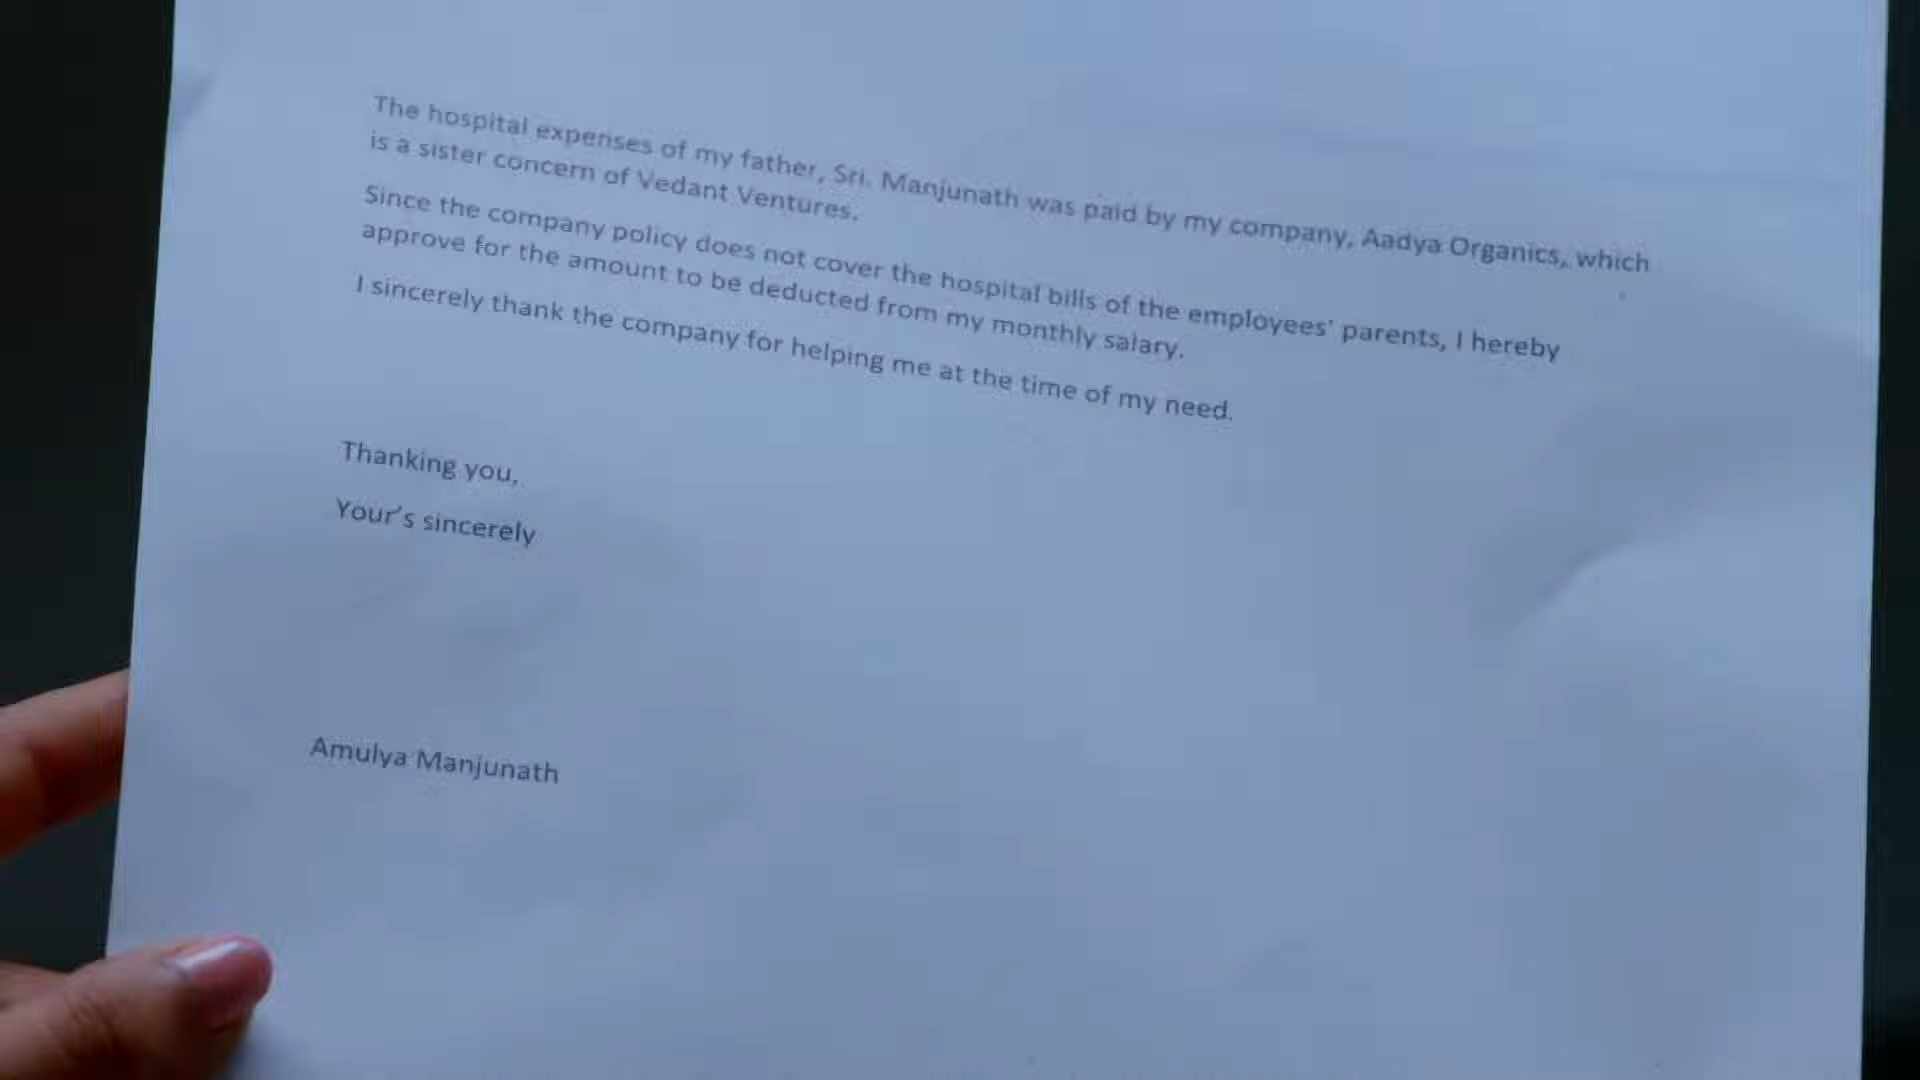 The hospital expenses of my father, Sri. Manjunath was paid by my company, Aadya Organics, which
is a sister concern of Vedant Ventures.
Since the company policy does not cover the hospital bills of the employees' parents, I hereby
approve for the amount to be deducted from my monthly salary.
I sincerely thank the company for helping me at the time of my need.
Thanking you,
Your's sincerely
Amulya Manjunath